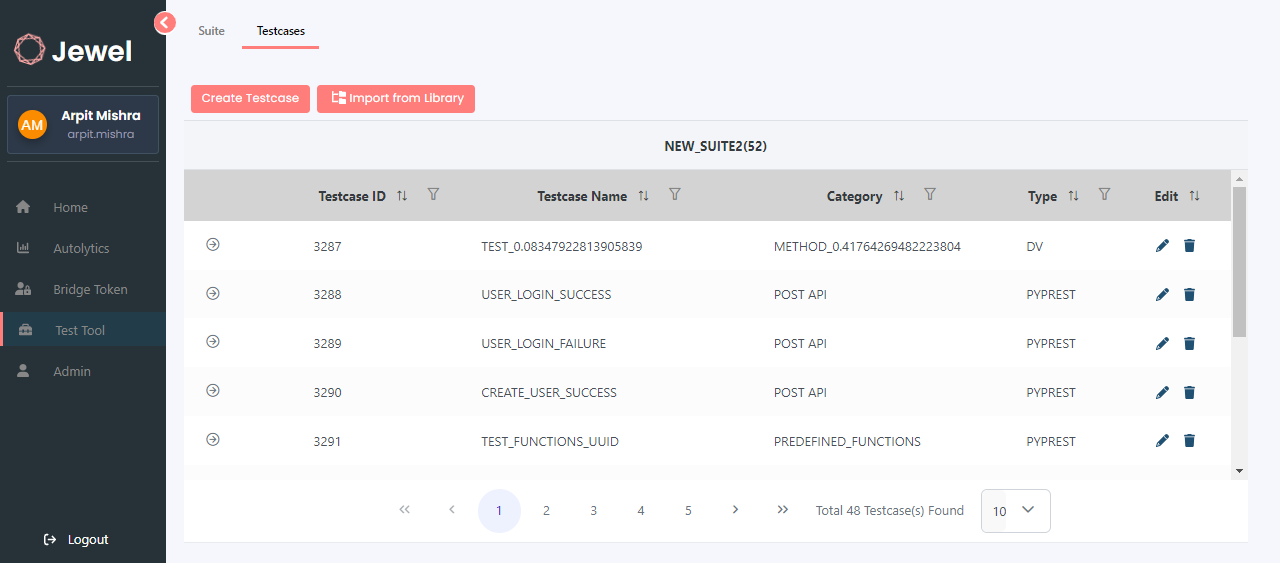 Jewel
AM
Arpit Mishra
arpit.mishra
Home
Autolytics
Bridge Token
Test Tool
Admin
Logout
Suite Testcases
Create Testcase Import from Library
NEW_SUITE2(52)
Testcase ID Testcase Name Category Type Edit
3287 TEST_0.08347922813905839 METHOD_0.41764269482223804 DV
3288 USER_LOGIN_SUCCESS POST API PYPREST
3289 USER_LOGIN_FAILURE POST API PYPREST
3290 CREATE_USER_SUCCESS POST API PYPREST
3291 TEST_FUNCTIONS_UUID PREDEFINED_FUNCTIONS PYPREST
1 2 3 4 5 Total 48 Testcase(s) Found 10